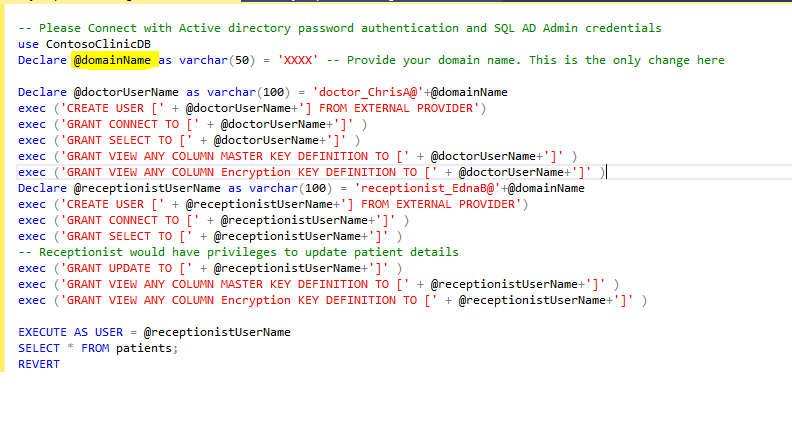 -- Please Connect with Active directory password authentication and SQL AD Admin credentials
use ContosoClinicDB
Declare @domainName as varchar(50) = 'XXXX' -- Provide your domain name. This is the only change here
Declare @doctorUserName as varchar(100) = 'doctor_ChrisA@'+@domainName
exec ('CREATE USER [' + @doctorUserName+'] FROM EXTERNAL PROVIDER')
exec ('GRANT CONNECT TO [' + @doctorUserName+']' )
exec ('GRANT SELECT TO [' + @doctorUserName+']' )
exec ('GRANT VIEW ANY COLUMN MASTER KEY DEFINITION TO [' + @doctorUserName+']' )
exec ('GRANT VIEW ANY COLUMN Encryption KEY DEFINITION TO [' + @doctorUserName+']' )
Declare @receptionistUserName as varchar(100) = 'receptionist_EdnaB@'+@domainName
exec ('CREATE USER [' + @receptionistUserName+'] FROM EXTERNAL PROVIDER')
exec ('GRANT CONNECT TO [' + @receptionistUserName+']' )
exec ('GRANT SELECT TO [' + @receptionistUserName+']' )
-- Receptionist would have privileges to update patient details
exec ('GRANT UPDATE TO [' + @receptionistUserName+']' )
exec ('GRANT VIEW ANY COLUMN MASTER KEY DEFINITION TO [' + @receptionistUserName+']' )
exec ('GRANT VIEW ANY COLUMN Encryption KEY DEFINITION TO [' + @receptionistUserName+']' )
EXECUTE AS USER = @receptionistUserName
SELECT * FROM patients;
REVERT